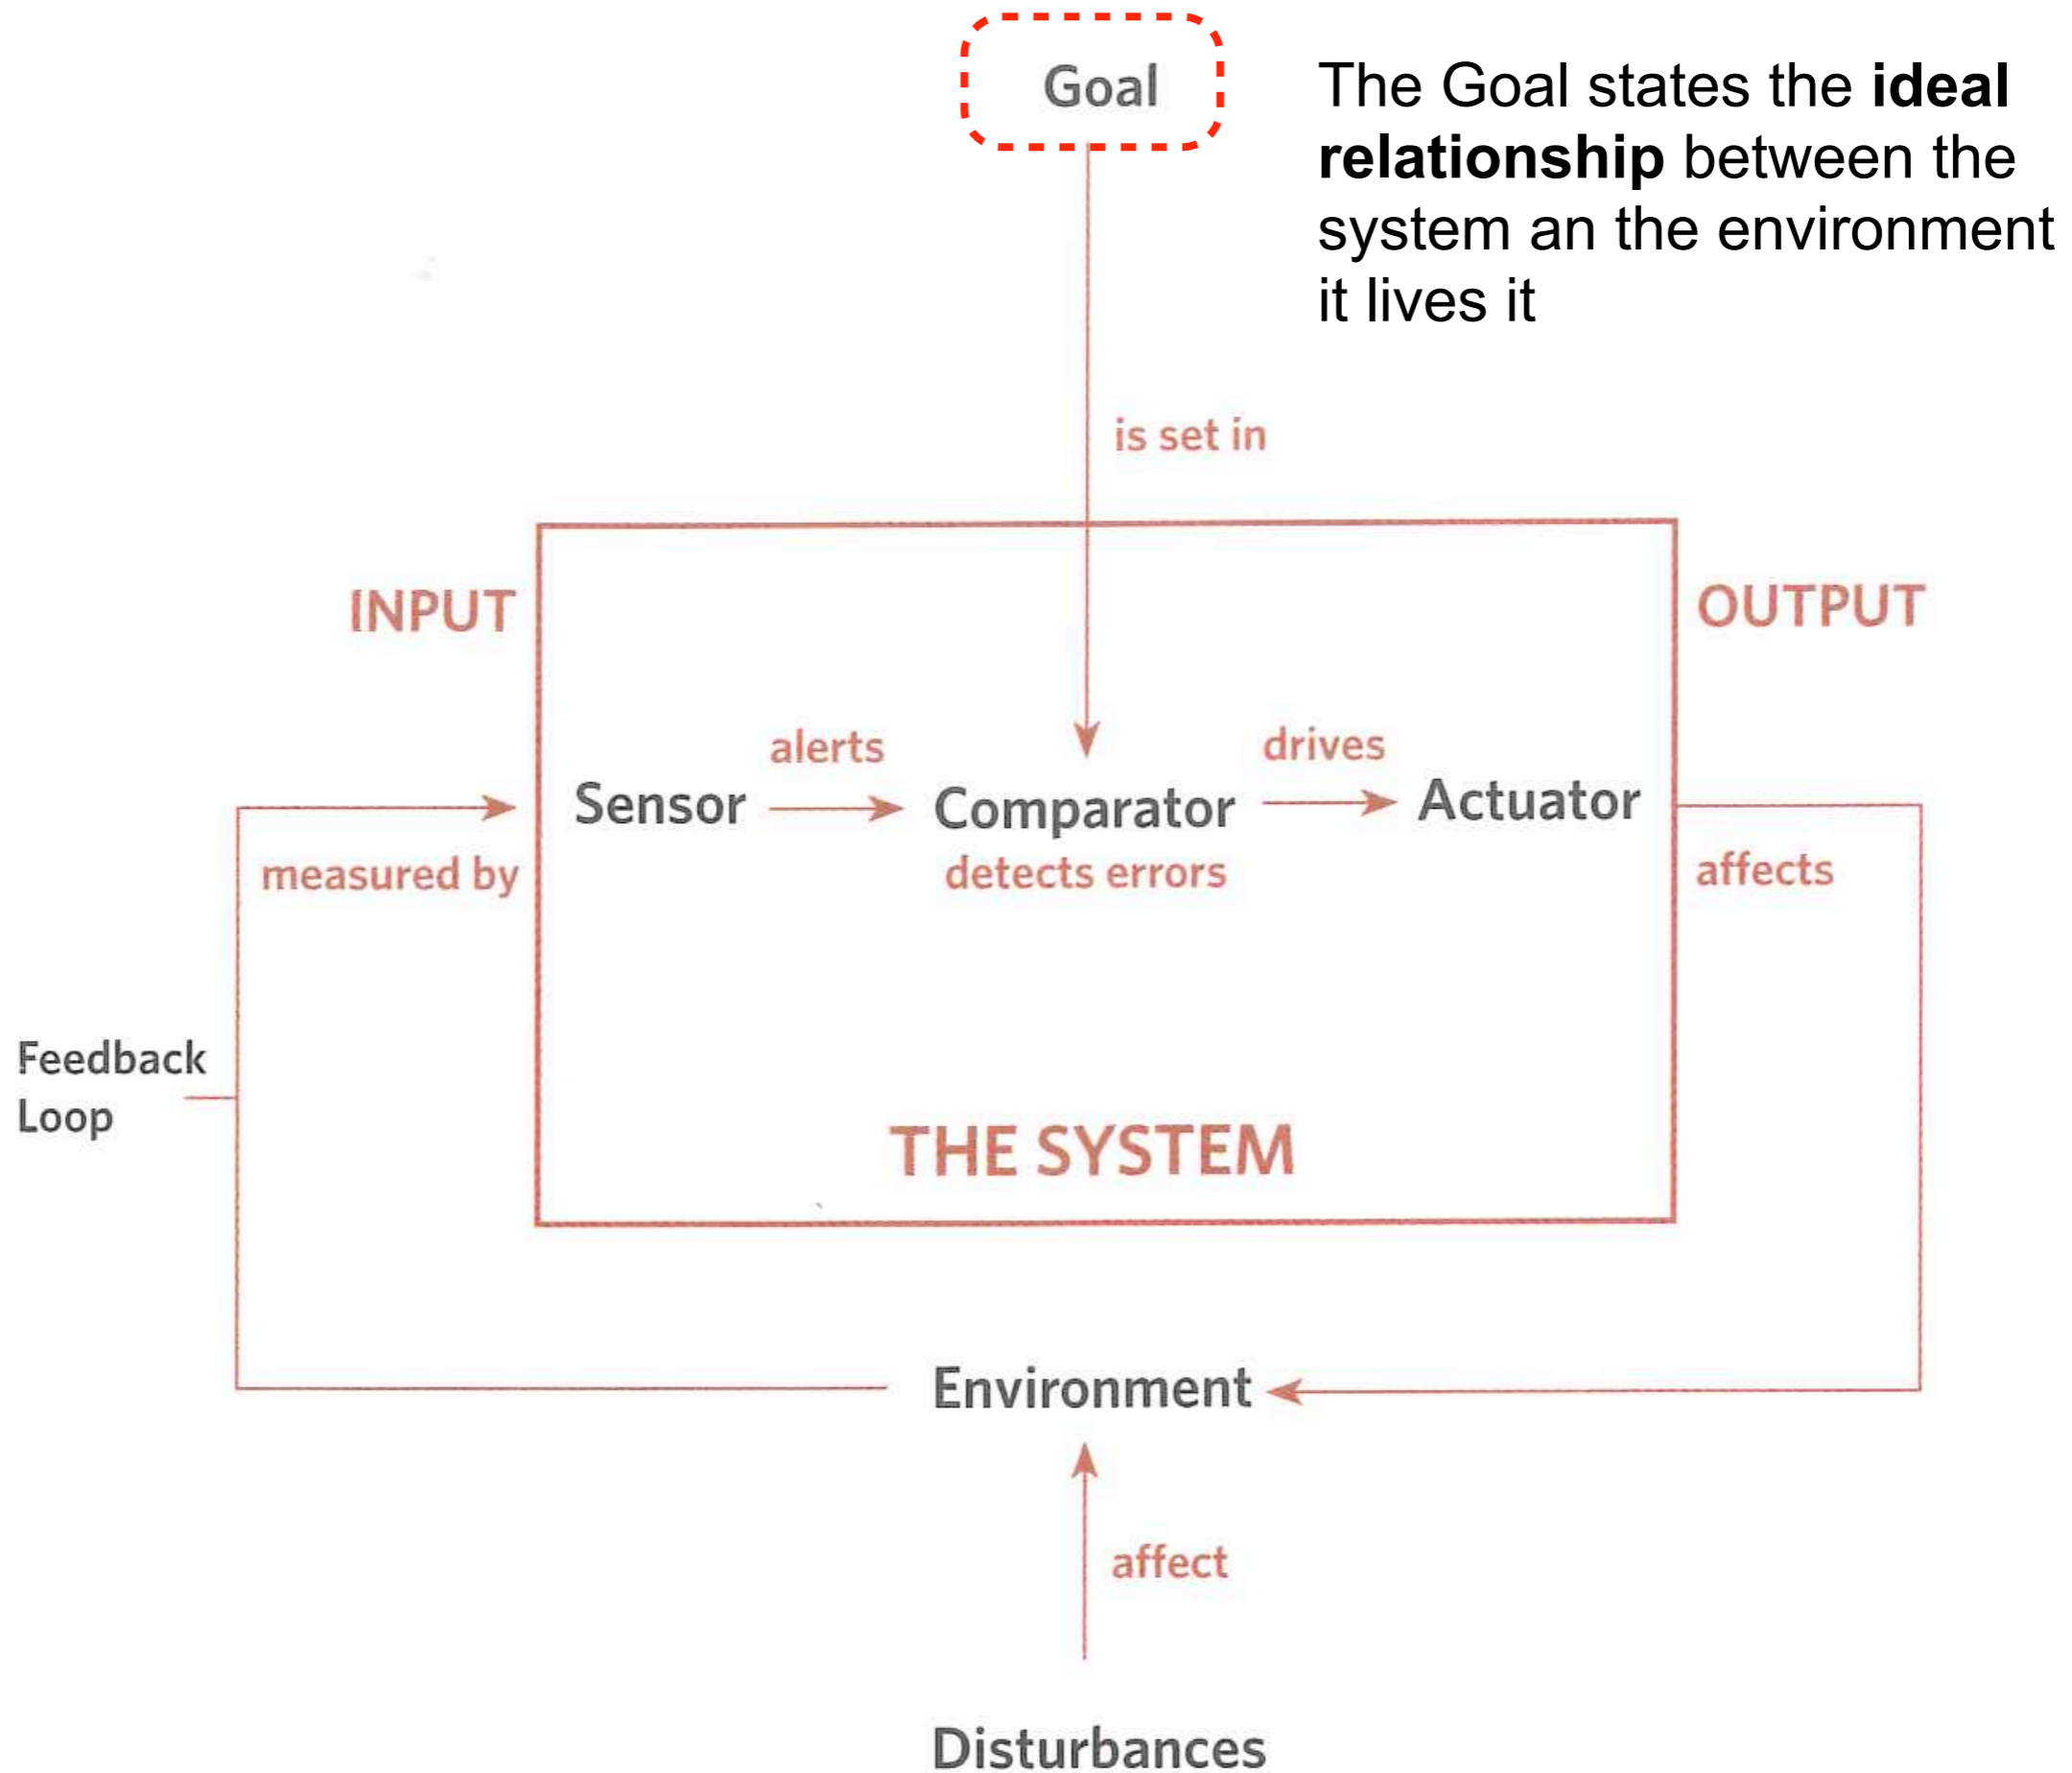 Goal
The Goal states the ideal
relationship between the
system an the environment
it lives it
is set in
INPUT
OUTPUT
alerts
drives
Sensor
Comparator
Actuator
measured by
detects errors
affects
Feedback
Loop
THE SYSTEM
Environment
affect
Disturbances